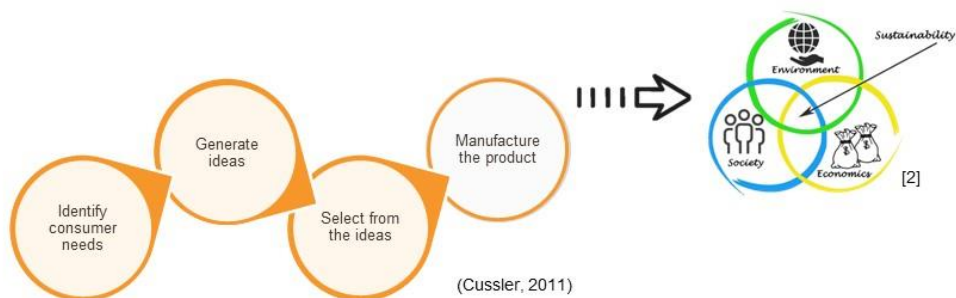 Identify
consumer
needs
Generate
ideas
Select from
the ideas
Manufacture
the product
(Cussler, 2011)
Sustainability
Environment
Society
Economics
[2]